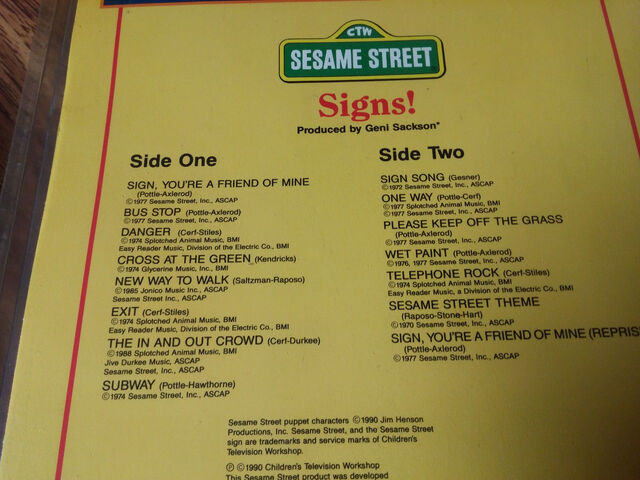 CTW
SESAME STREET
Signs!
Produced by Geni Sackson*
Side One
SIGN, YOU'RE A FRIEND OF MINE
(Pottle-Axlerod)
©1977 Sesame Street, Inc., ASCAP
BUS STOP (Pottle-Axlerod)
©1977 Sesame Street, Inc., ASCAP
DANGER (Cerf-Stiles)
©1974 Splotched Animal Music, BMI
Easy Reader Music, Division of the Electric Co., BMI
CROSS AT THE GREEN (Kendricks)
©1974 Glycerine Music, Inc., BMI
NEW WAY TO WALK (Saltzman-Raposo)
©1985 Jonico Music Inc., ASCAP
Sesame Street Inc., ASCAP
EXIT (Cerf-Stiles)
©1974 Splotched Animal Music, BMI
Easy Reader Music, Division of the Electric Co., BMI
THE IN AND OUT CROWD (Cerf-Durkee)
©1988 Splotched Animal Music, BMI
Jive Durkee Music, ASCAP
Sesame Street, Inc., ASCAP
SUBWAY (Pottle-Hawthorne)
©1974 Sesame Street, Inc., ASCAP
Side Two
SIGN SONG (Gesner)
©1972 Sesame Street, Inc., ASCAP
ONE WAY (Pottle-Cerf)
©1977 Splotched Animal Music, BMI
©1977 Sesame Street, Inc., ASCAP
PLEASE KEEP OFF THE GRASS
(Pottle-Axlerod)
©1977 Sesame Street, Inc., ASCAP
WET PAINT (Pottle-Axlerod)
©1976, 1977 Sesame Street, Inc., ASCAP
TELEPHONE ROCK (Cerf-Stiles)
©1974 Splotched Animal Music, BMI
Easy Reader Music, a Division of the Electric Co., BMI
SESAME STREET THEME
(Raposo-Stone-Hart)
©1970 Sesame Street, Inc., ASCAP
SIGN, YOU'RE A FRIEND OF MINE (REPRIS
(Pottle-Axlerod)
©1977 Sesame Street, Inc., ASCAP
Sesame Street puppet characters ©1990 Jim Henson
Productions, Inc. Sesame Street, and the Sesame Street
sign are trademarks and service marks of Children's
Television Workshop.
℗ ©1990 Children's Television Workshop
This Sesame Street product was developed